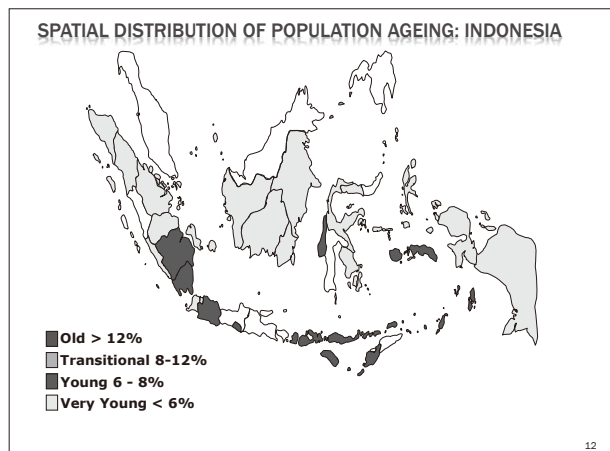 SPATIAL DISTRIBUTION OF POPULATION AGEING: INDONESIA
Old > 12%
Transitional 8-12%
Young 6 - 8%
Very Young < 6%
12